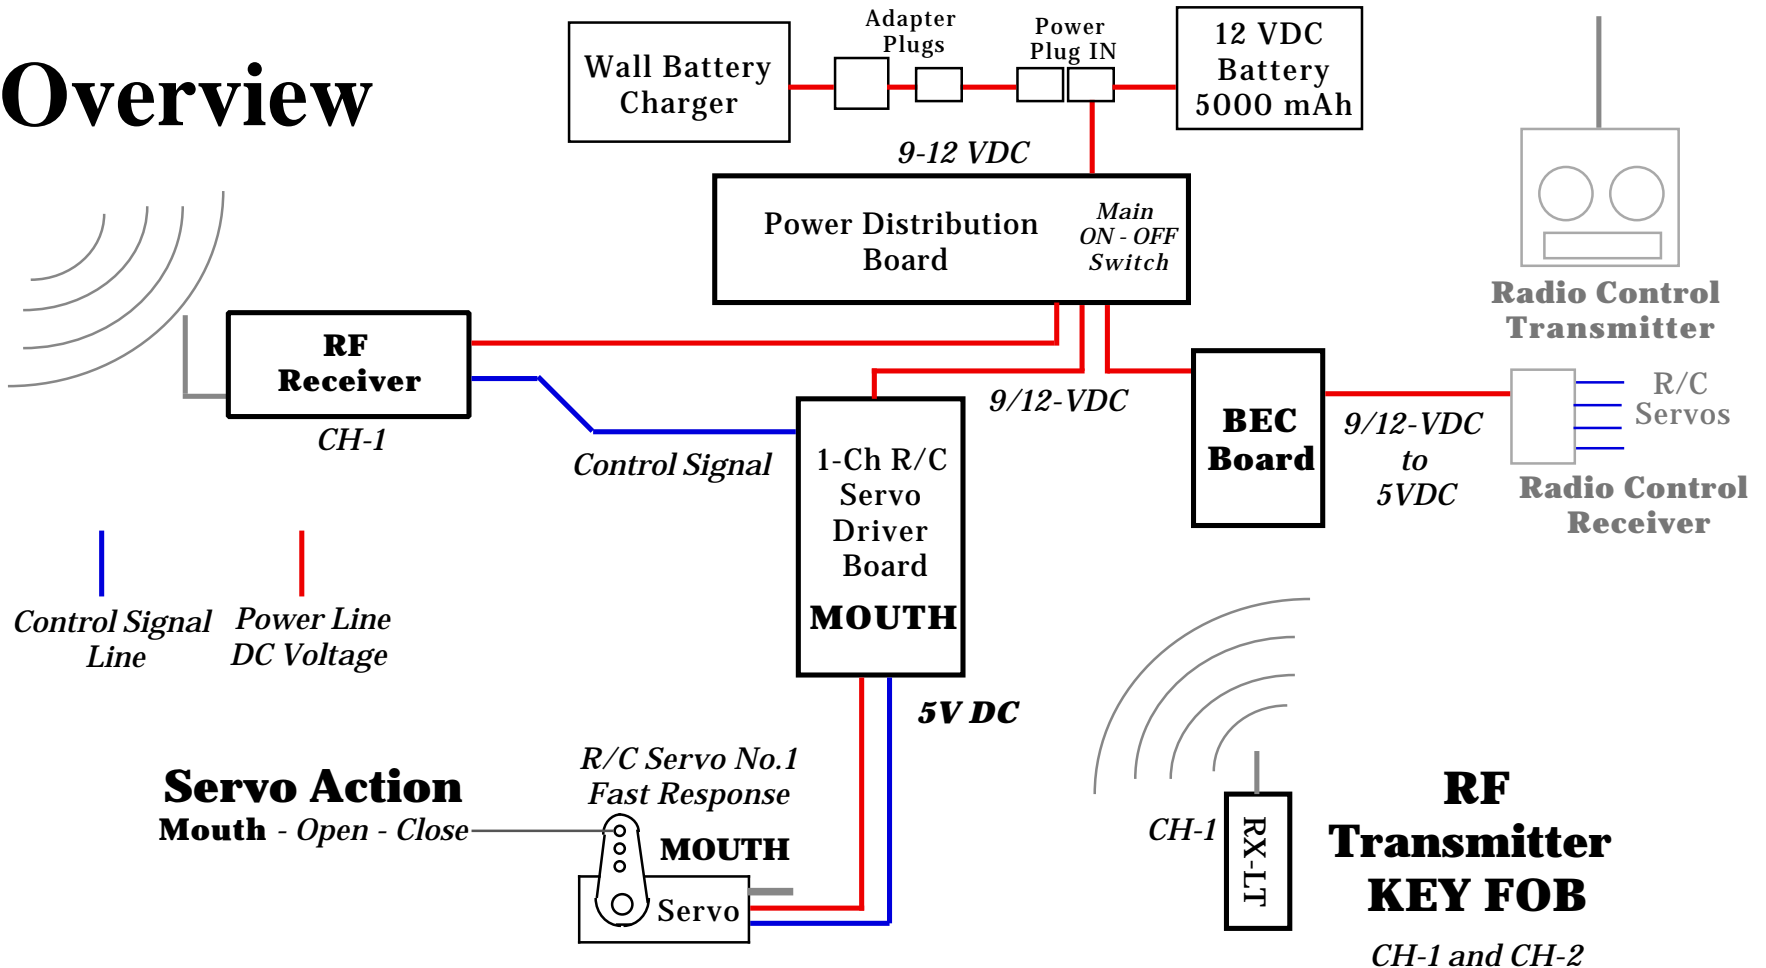 Overview
Wall Battery
Charger
Adapter
Plugs
Power
Plug IN
12 VDC
Battery
5000 mAh
9-12 VDC
Power Distribution
Board
Main
ON - OFF
Switch
Radio Control
Transmitter
RF
Receiver
CH-1
Control Signal
9/12-VDC
1-Ch R/C
Servo
Driver
Board
MOUTH
BEC
Board
9/12-VDC
to
5VDC
R/C
Servos
Radio Control
Receiver
Control Signal
Line
Power Line
DC Voltage
5V DC
Servo Action
Mouth - Open - Close
R/C Servo No.1
Fast Response
MOUTH
Servo
CH-1
RX-LT
RF
Transmitter
KEY FOB
CH-1 and CH-2